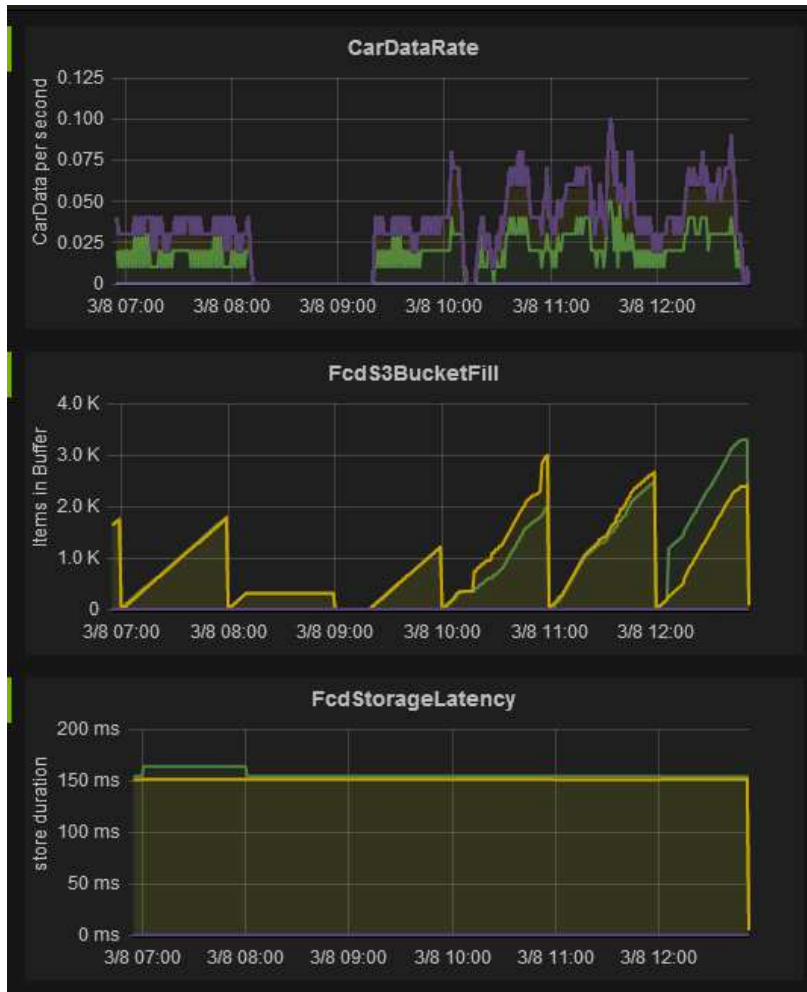 CarDataRate
CarData per second
0.125
0.100
0.075
0.050
0.025
0
3/8 07:00 3/8 08:00 3/8 09:00 3/8 10:00 3/8 11:00 3/8 12:00
FcdS3BucketFill
Items in Buffer
4.0 K
3.0 K
2.0 K
1.0 K
0
3/8 07:00 3/8 08:00 3/8 09:00 3/8 10:00 3/8 11:00 3/8 12:00
FcdStorageLatency
store duration
200 ms
150 ms
100 ms
50 ms
0 ms
3/8 07:00 3/8 08:00 3/8 09:00 3/8 10:00 3/8 11:00 3/8 12:00